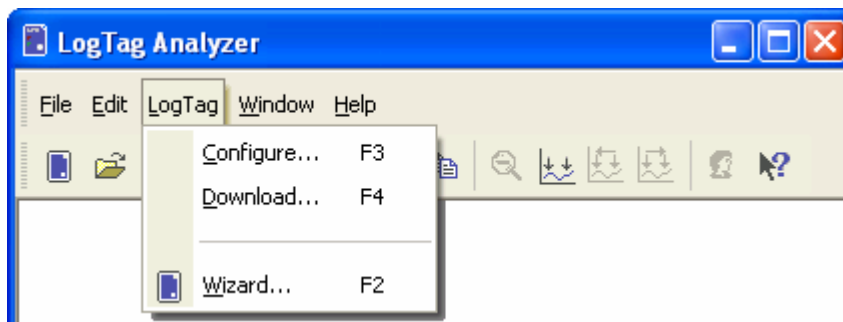 LogTag Analyzer
File Edit LogTag Window Help
Configure... F3
Download... F4
Wizard... F2